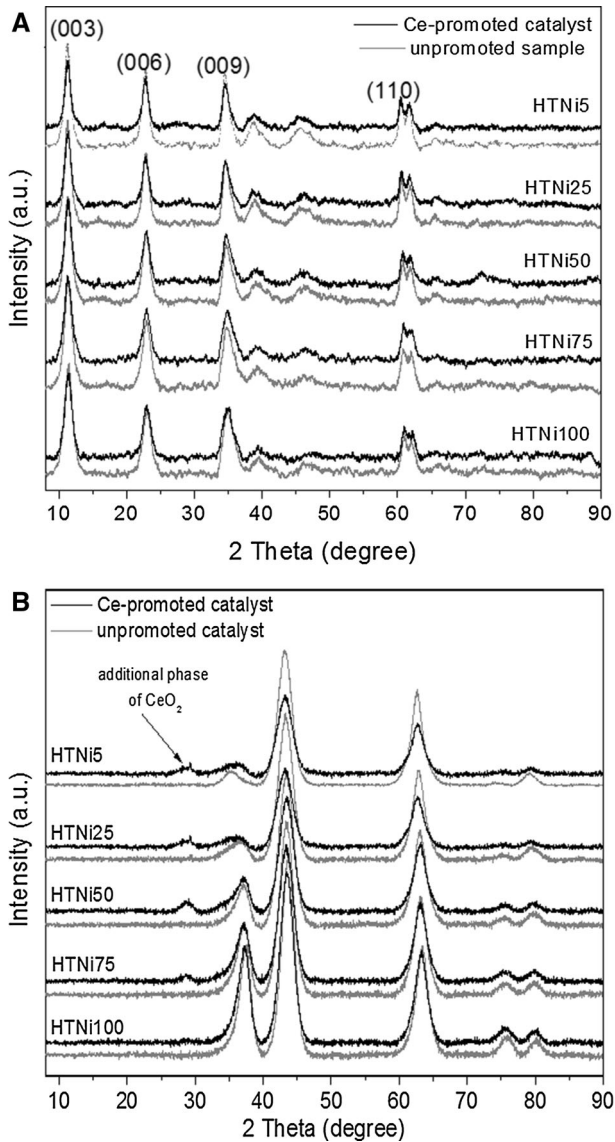 A
Ce-promoted catalyst
unpromoted sample
(003)
(006)
(009)
(110)
HTNi5
HTNi25
HTNi50
HTNi75
HTNi100
Intensity (a.u.)
10 20 30 40 50 60 70 80 90
2 Theta (degree)
B
Ce-promoted catalyst
unpromoted catalyst
additional phase
of CeO₂
HTNi5
HTNi25
HTNi50
HTNi75
HTNi100
Intensity (a.u.)
10 20 30 40 50 60 70 80 90
2 Theta (degree)